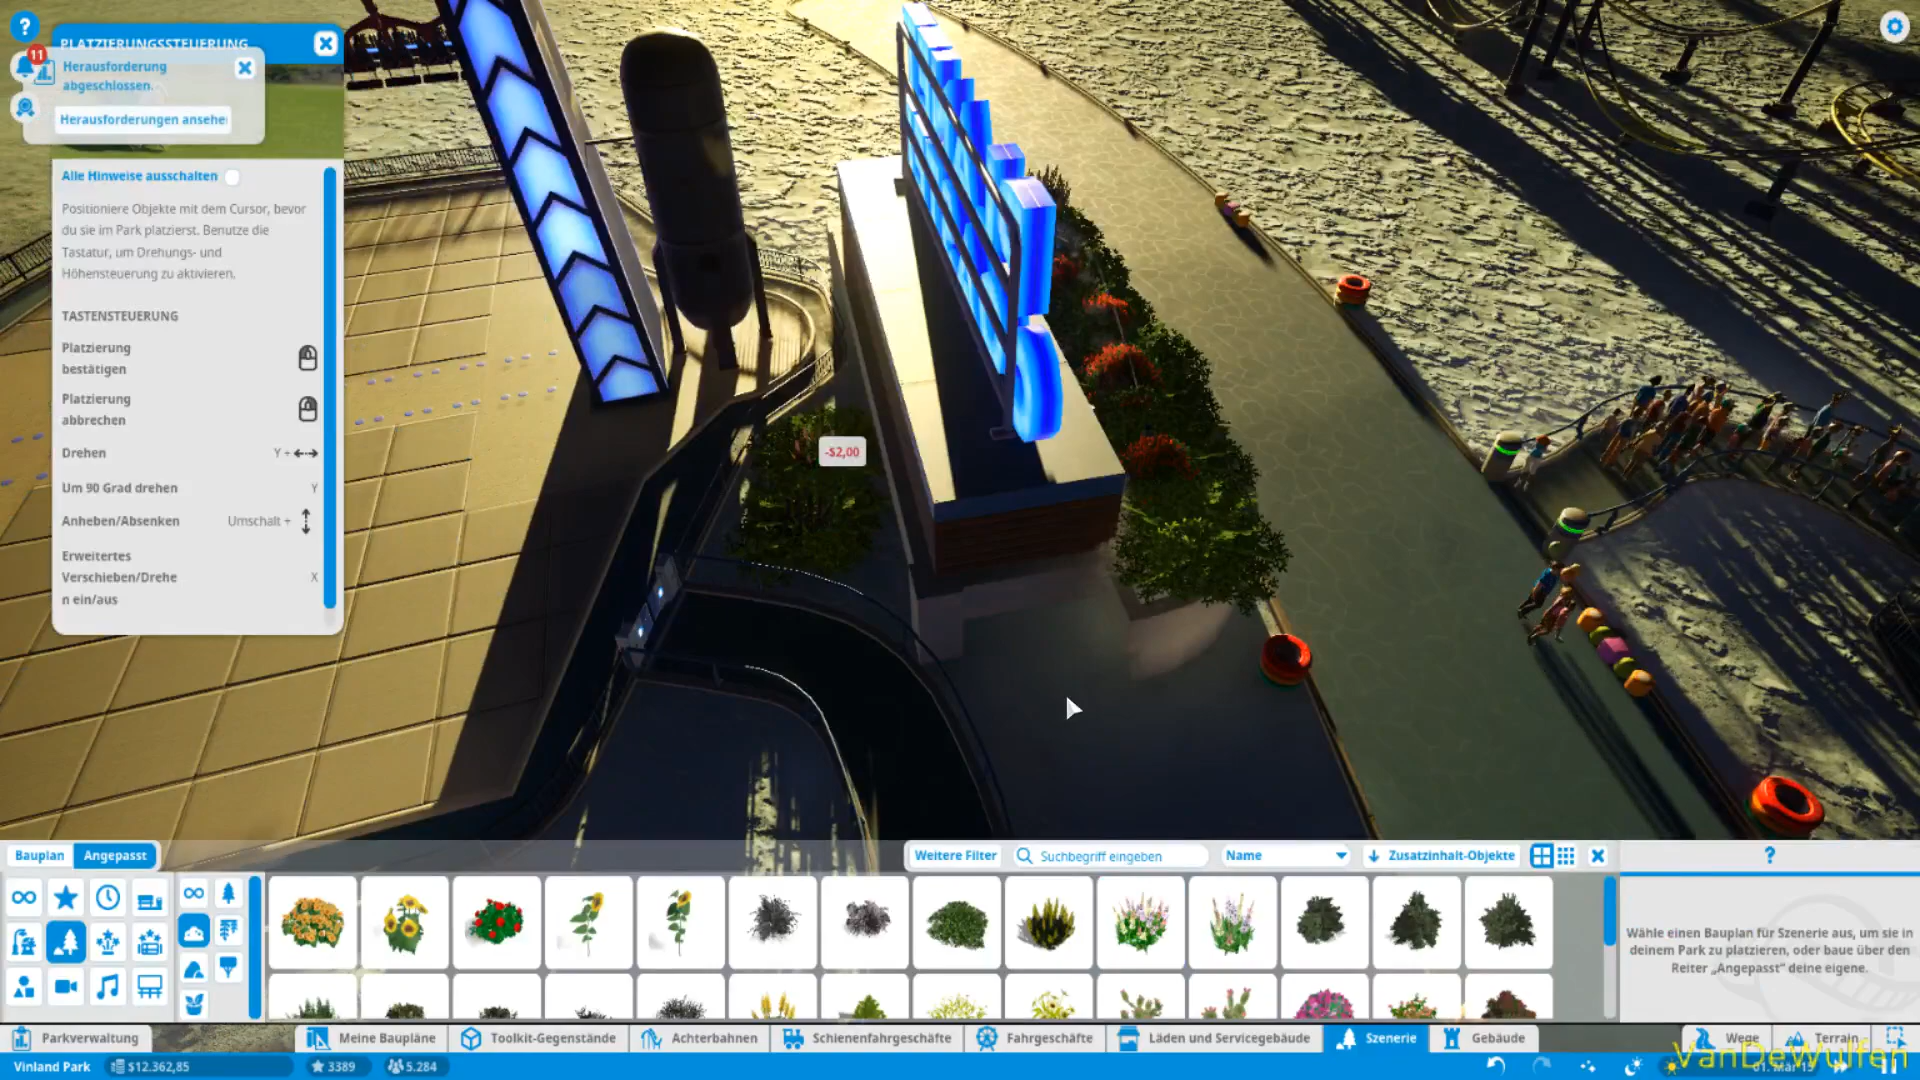 ?
PLATZIERUNGSSTEUERUNG
11
Herausforderung
abgeschlossen.
Herausforderungen ansehe
Alle Hinweise ausschalten
Positioniere Objekte mit dem Cursor, bevor
du sie im Park platzierst. Benutze die
Tastatur, um Drehungs- und
Höhensteuerung zu aktivieren.
TASTENSTEUERUNG
Platzierung
bestätigen
Platzierung
abbrechen
Drehen Y +
Um 90 Grad drehen Y
Anheben/Absenken Umschalt +
Erweitertes
Verschieben/Drehe X
n ein/aus
-$2,00
Bauplan Angepasst
Weitere Filter Suchbegriff eingeben Name Zusatzinhalt-Objekte ?
Wähle einen Bauplan für Szenerie aus, um sie in
deinem Park zu platzieren, oder baue über den
Reiter „Angepasst" deine eigene.
Parkverwaltung Meine Baupläne Toolkit-Gegenstände Achterbahnen Schienenfahrgeschäfte Fahrgeschäfte Läden und Servicegebäude Szenerie Gebäude Wege Terrain
Vinland Park $12.362,85 3389 5.284
VanDeWulfen